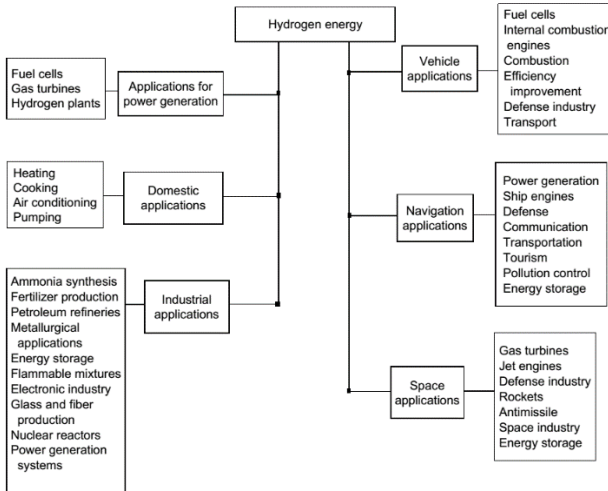 Hydrogen energy
Fuel cells
Gas turbines
Hydrogen plants
Applications for
power generation
Heating
Cooking
Air conditioning
Pumping
Domestic
applications
Ammonia synthesis
Fertilizer production
Petroleum refineries
Metallurgical
applications
Energy storage
Flammable mixtures
Electronic industry
Glass and fiber
production
Nuclear reactors
Power generation
systems
Industrial
applications
Vehicle
applications
Fuel cells
Internal combustion
engines
Combustion
Efficiency
improvement
Defense industry
Transport
Navigation
applications
Power generation
Ship engines
Defense
Communication
Transportation
Tourism
Pollution control
Energy storage
Space
applications
Gas turbines
Jet engines
Defense industry
Rockets
Antimissile
Space industry
Energy storage